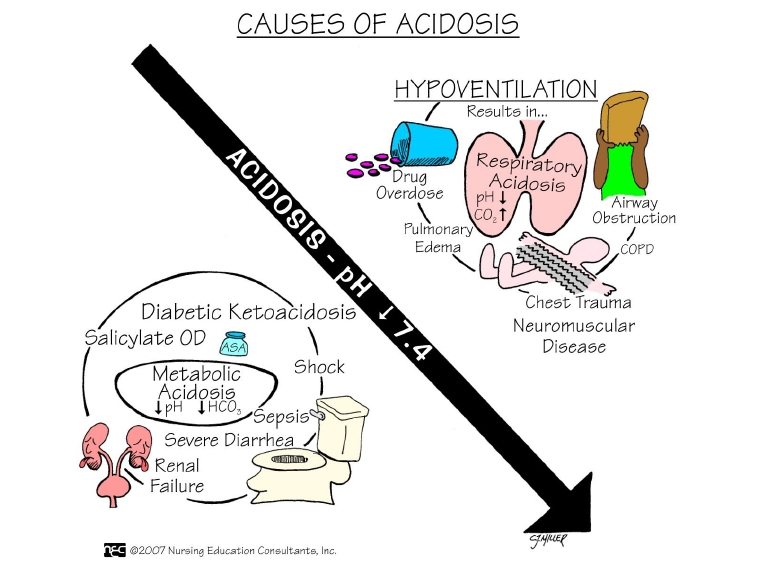 CAUSES OF ACIDOSIS
HYPOVENTILATION
Results in...
Respiratory
Acidosis
pH ↓
CO₂ ↑
Drug
Overdose
Airway
Obstruction
Pulmonary
Edema
COPD
Chest Trauma
Neuromuscular
Disease
ACIDOSIS - pH ↓ 7.4
Diabetic Ketoacidosis
Salicylate OD
ASA
Shock
Metabolic
Acidosis
↓pH ↓HCO₃
Sepsis
Severe Diarrhea
Renal
Failure
CJMILLER
nec ©2007 Nursing Education Consultants, Inc.